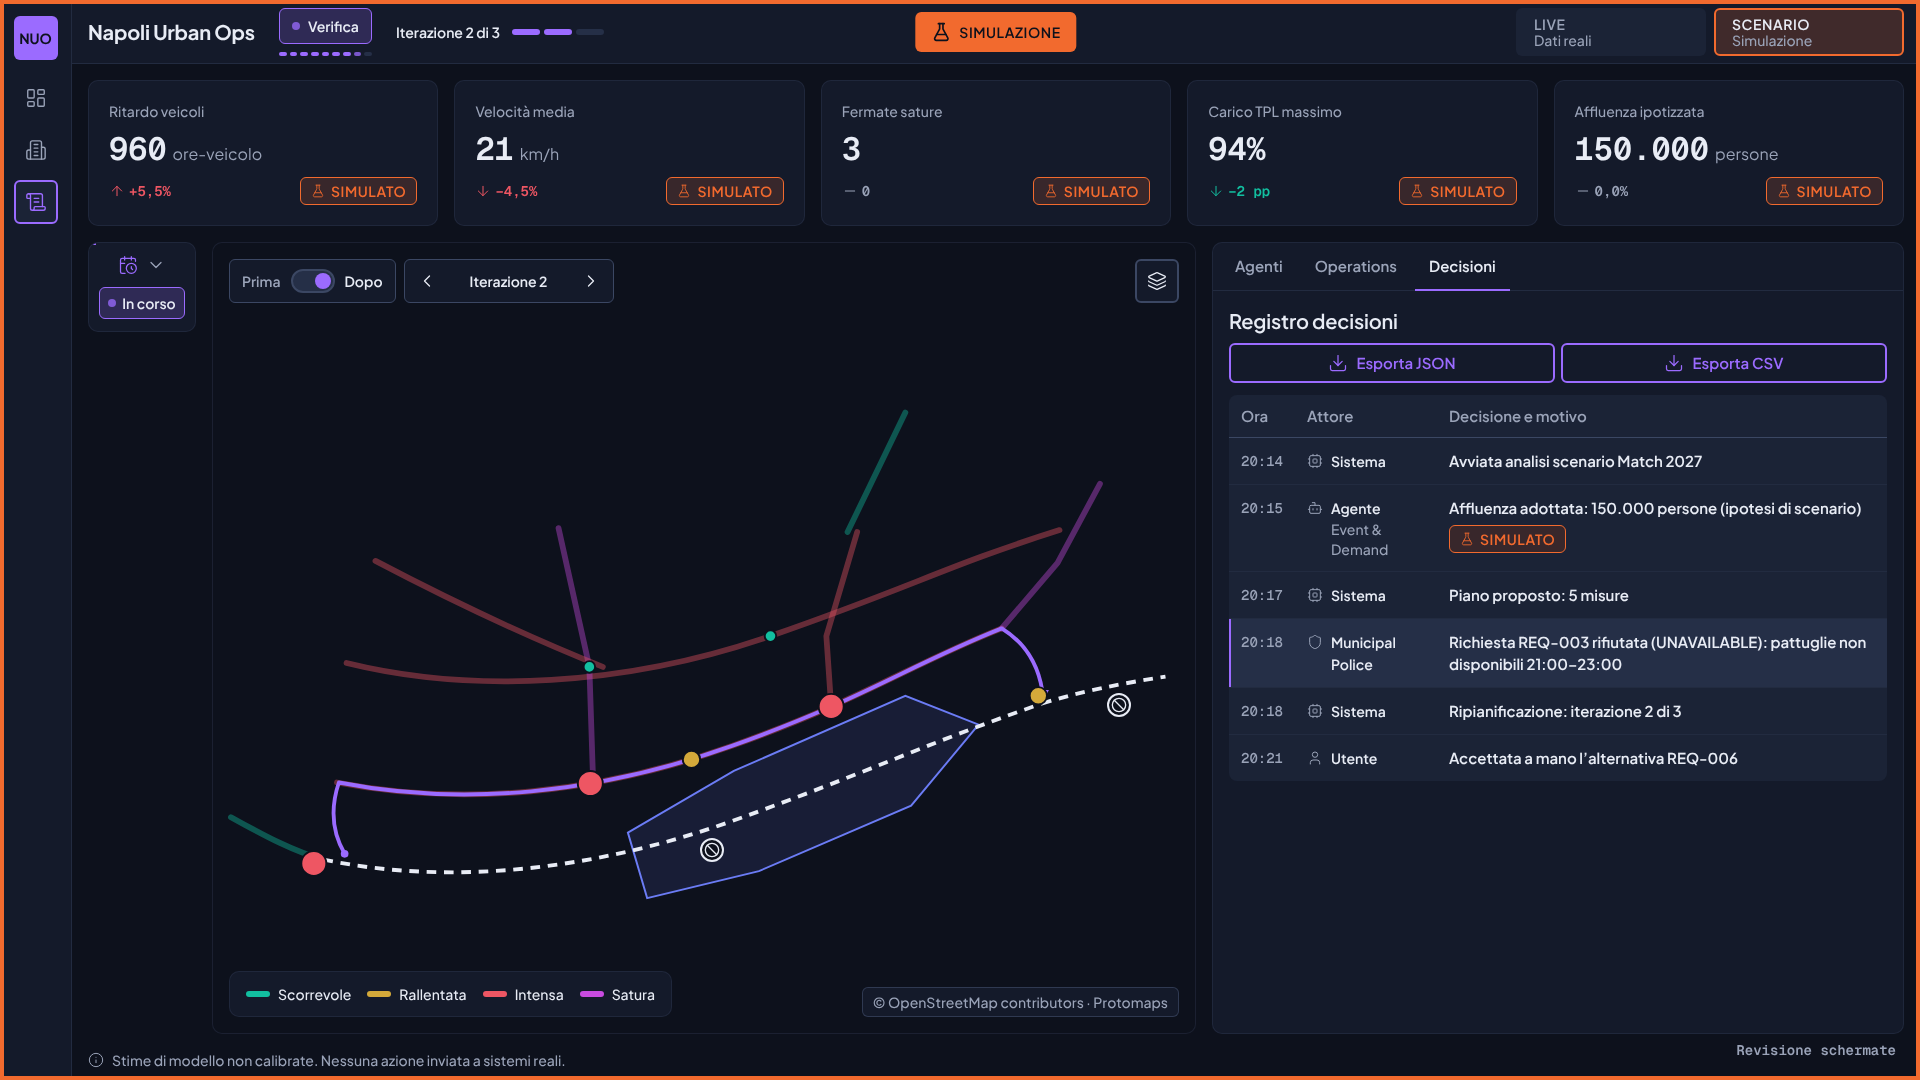 NUO
Napoli Urban Ops
Verifica
Iterazione 2 di 3
SIMULAZIONE
LIVE
Dati reali
SCENARIO
Simulazione
Ritardo veicoli
960 ore-veicolo
+5,5%
SIMULATO
Velocità media
21 km/h
−4,5%
SIMULATO
Fermate sature
3
0
SIMULATO
Carico TPL massimo
94%
−2 pp
SIMULATO
Affluenza ipotizzata
150.000 persone
0,0%
SIMULATO
In corso
Prima
Dopo
Iterazione 2
Scorrevole
Rallentata
Intensa
Satura
© OpenStreetMap contributors · Protomaps
Agenti
Operations
Decisioni
Registro decisioni
Esporta JSON
Esporta CSV
Ora
Attore
Decisione e motivo
20:14
Sistema
Avviata analisi scenario Match 2027
20:15
Agente
Event &
Demand
Affluenza adottata: 150.000 persone (ipotesi di scenario)
SIMULATO
20:17
Sistema
Piano proposto: 5 misure
20:18
Municipal
Police
Richiesta REQ-003 rifiutata (UNAVAILABLE): pattuglie non
disponibili 21:00–23:00
20:18
Sistema
Ripianificazione: iterazione 2 di 3
20:21
Utente
Accettata a mano l’alternativa REQ-006
Stime di modello non calibrate. Nessuna azione inviata a sistemi reali.
Revisione schermate